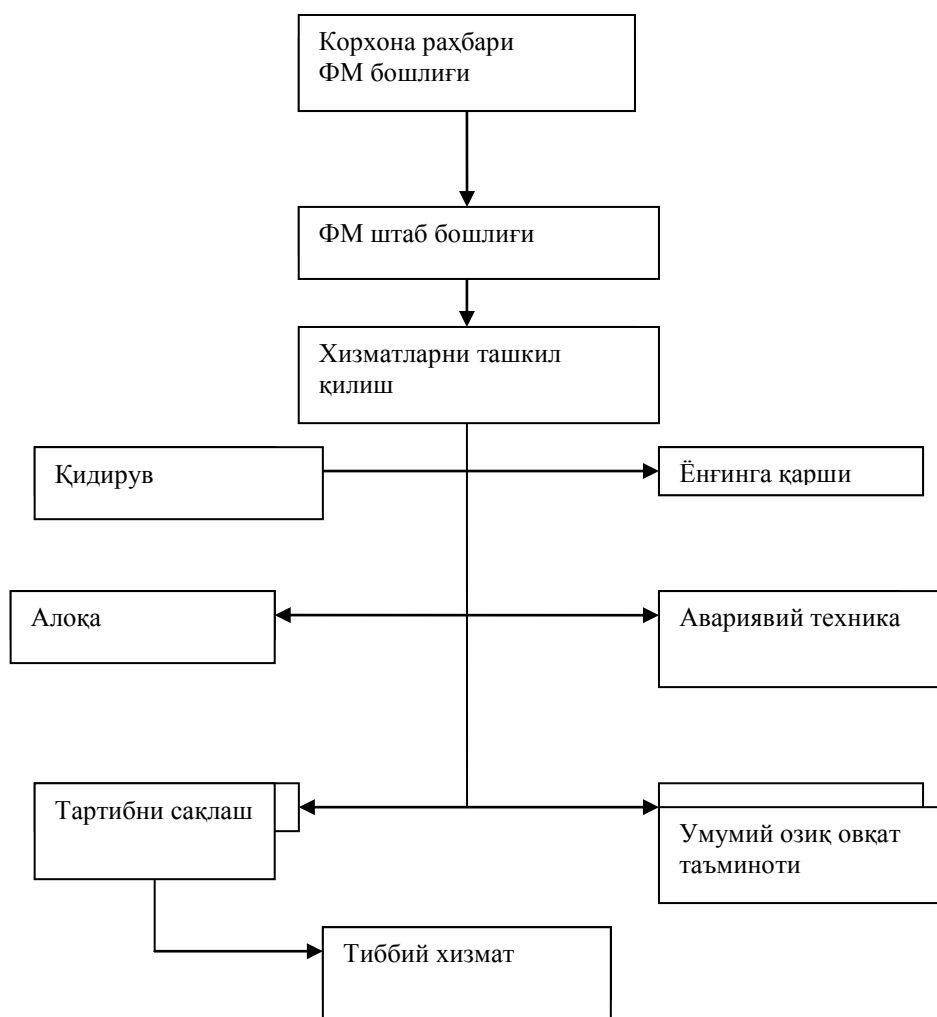 Корхона раҳбари
ФМ бошлиғи
ФМ штаб бошлиғи
Хизматларни ташкил
қилиш
Қидирув
Ёнғинга қарши
Алоқа
Авариявий техника
Тартибни сақлаш
Умумий озиқ овқат
таъминоти
Тиббий хизмат